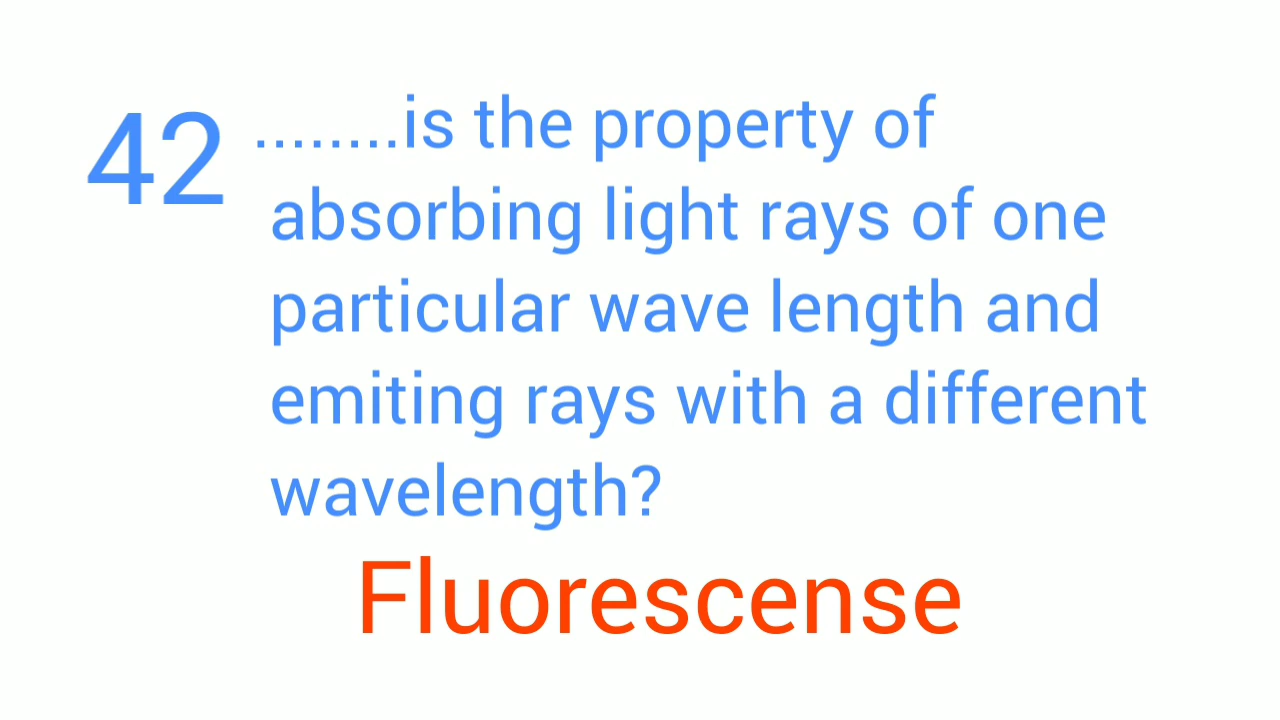 42 ........is the property of
absorbing light rays of one
particular wave length and
emiting rays with a different
wavelength?
Fluorescense